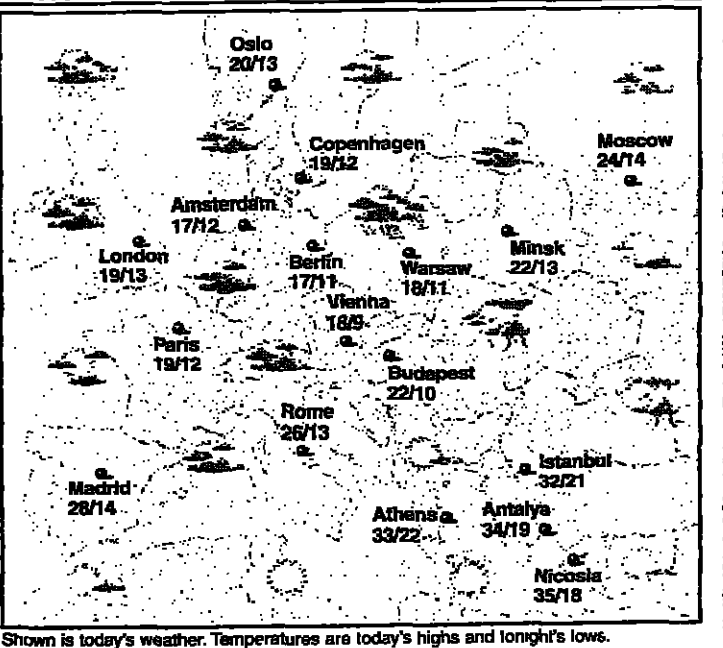 Oslo
20/13
Copenhagen
19/12
Moscow
24/14
Amsterdam
17/12
London
19/13
Berlin
17/11
Warsaw
18/11
Minsk
22/13
Vienna
18/9
Paris
19/12
Budapest
22/10
Rome
26/13
Istanbul
32/21
Madrid
28/14
Athens
33/22
Antalya
34/19
Nicosia
35/18
Shown is today's weather. Temperatures are today's highs and tonight's lows.